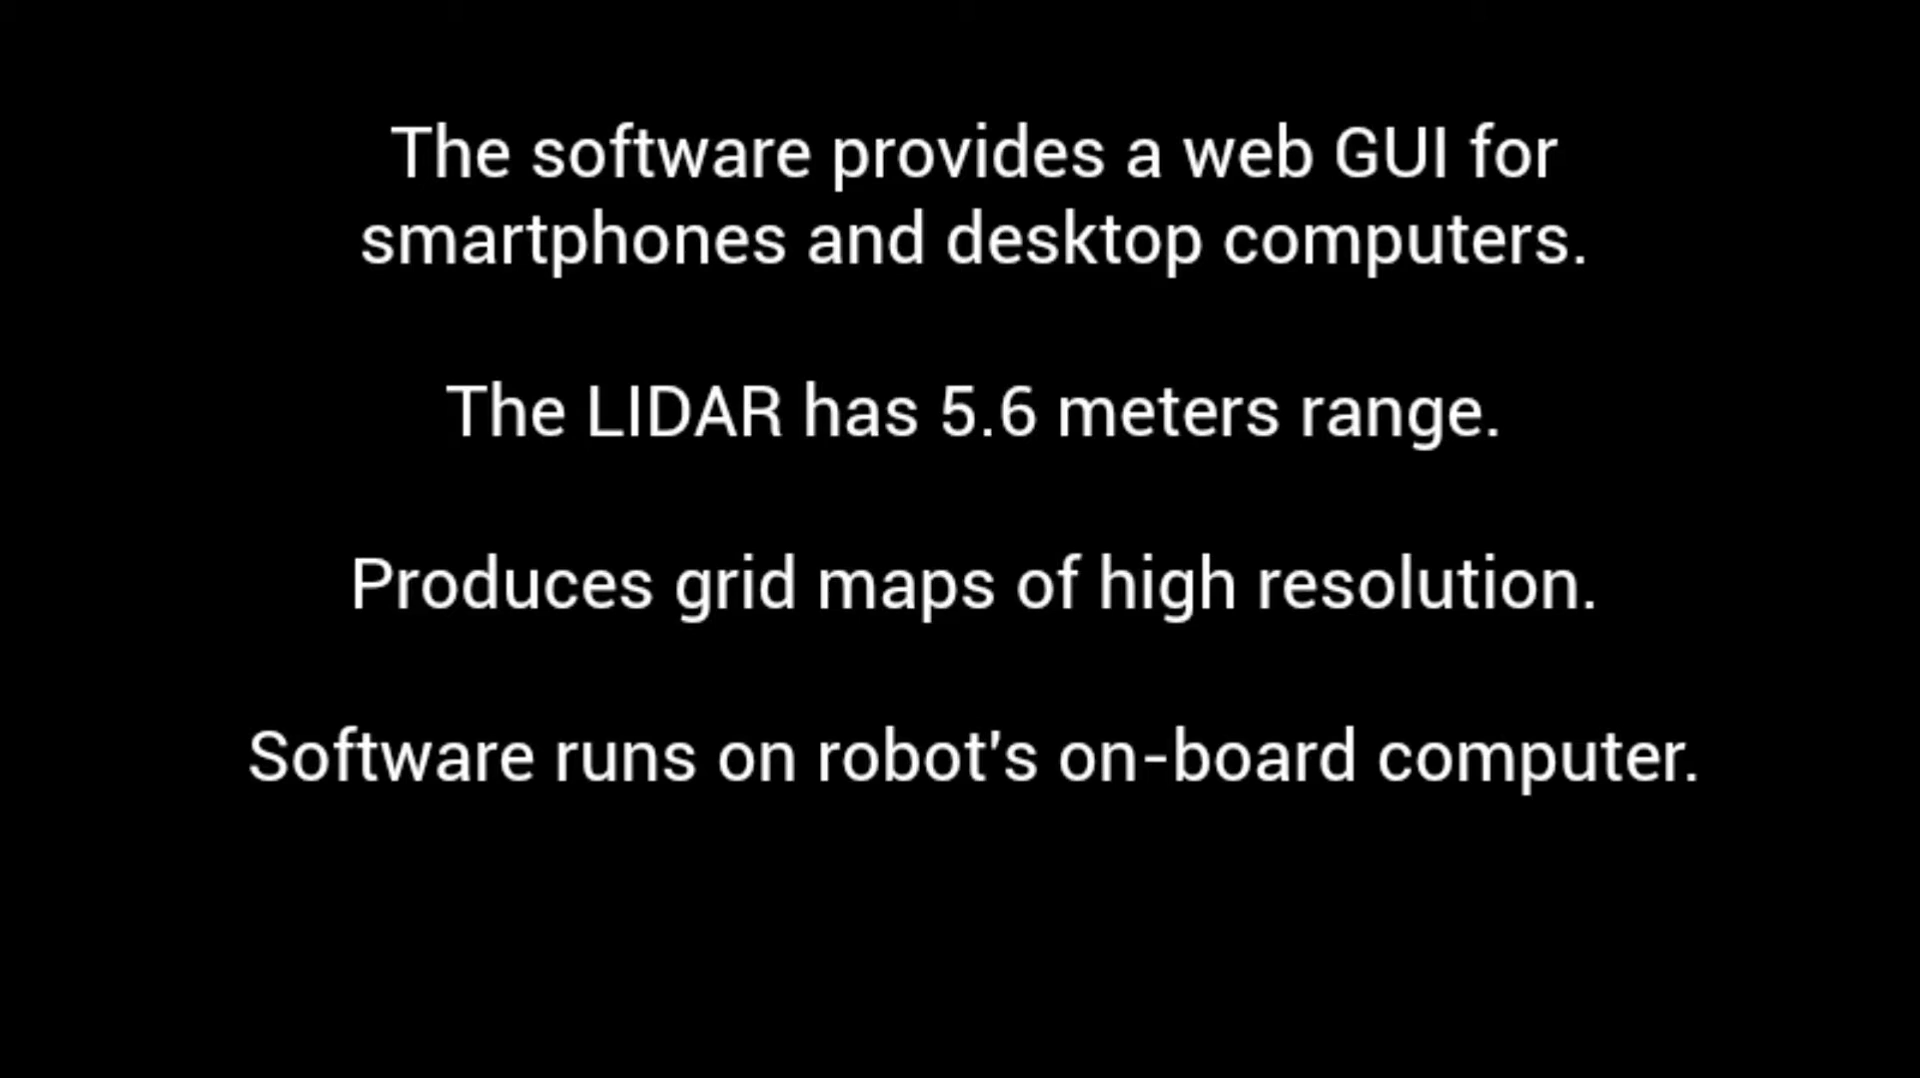 The software provides a web GUI for
smartphones and desktop computers.
The LIDAR has 5.6 meters range.
Produces grid maps of high resolution.
Software runs on robot's on-board computer.